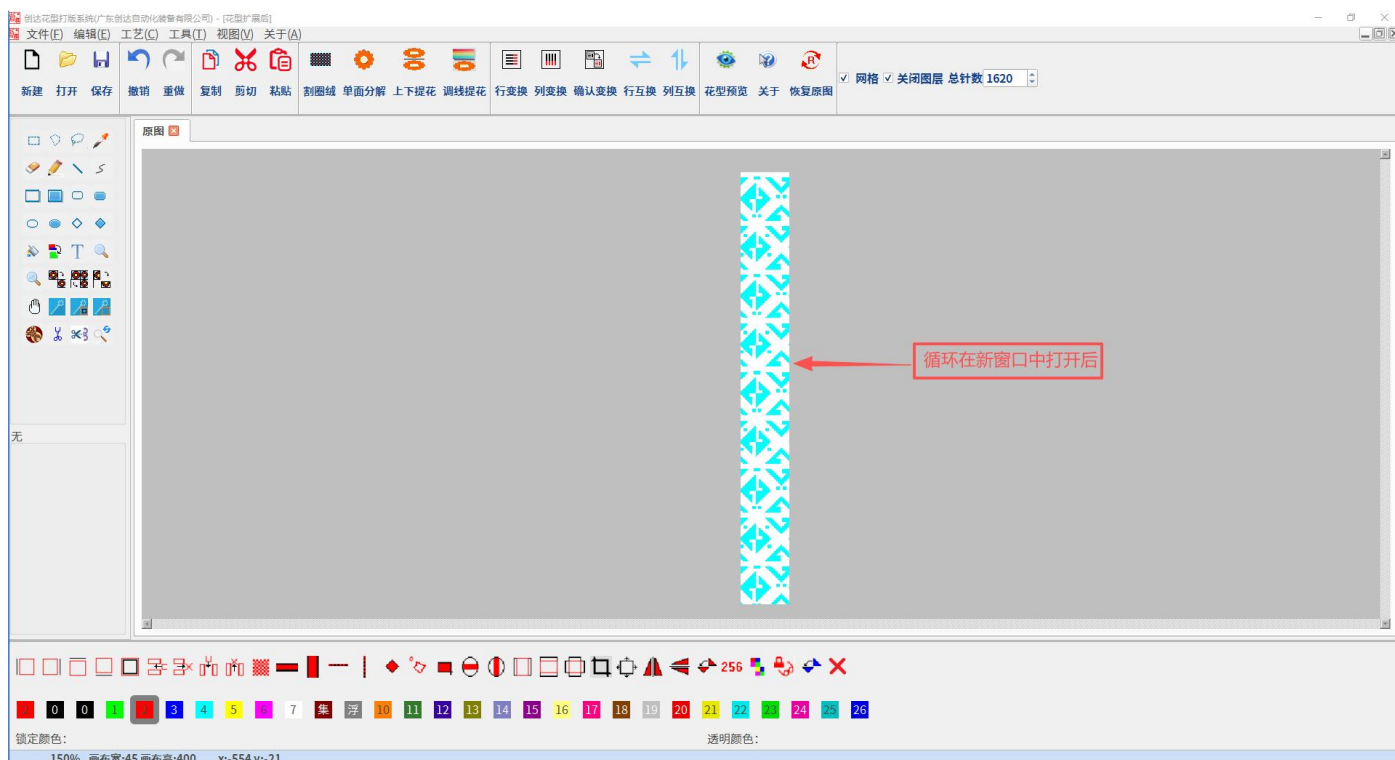 创达花型打版系统(广东创达自动化装备有限公司) - [花型扩展后]
文件(F) 编辑(E) 工艺(C) 工具(T) 视图(V) 关于(A)
新建 打开 保存 撤销 重做 复制 剪切 粘贴 割圈绒 单面分解 上下提花 调线提花 行变换 列变换 确认变换 行互换 列互换 花型预览 关于 恢复原图 网格 关闭图层 总针数 1620
原图
循环在新窗口中打开后
无
256
0 0 1 2 3 4 5 6 7 集 浮 10 11 12 13 14 15 16 17 18 19 20 21 22 23 24 25 26
锁定颜色: 透明颜色:
150% 画布宽:45 画布高:400 x:-554 y:-21